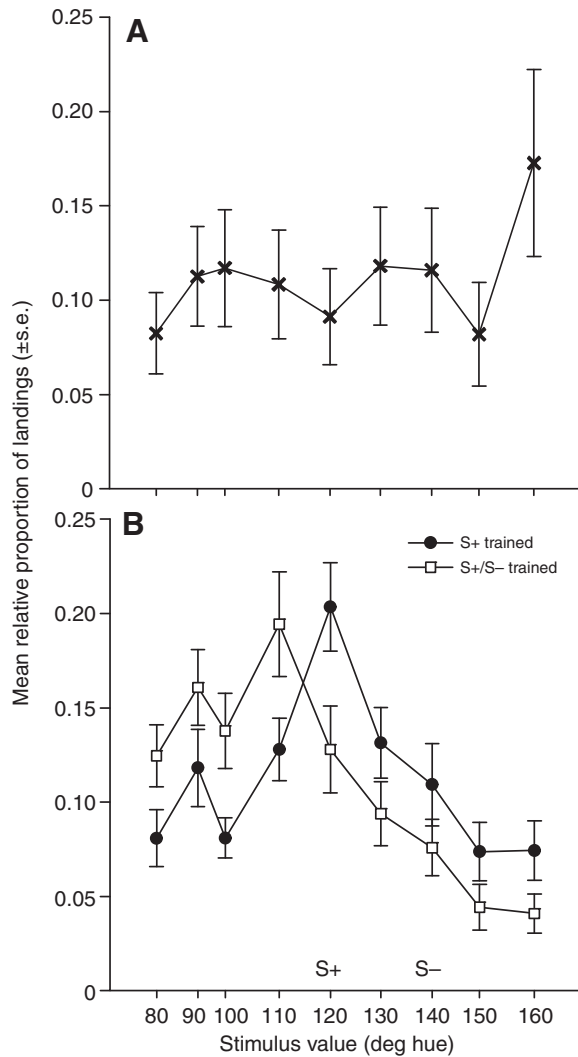 Mean relative proportion of landings (±s.e.)
A
0.25
0.20
0.15
0.10
0.05
0
B
0.25
0.20
0.15
0.10
0.05
0
S+ trained
S+/S– trained
S+ S–
80 90 100 110 120 130 140 150 160
Stimulus value (deg hue)